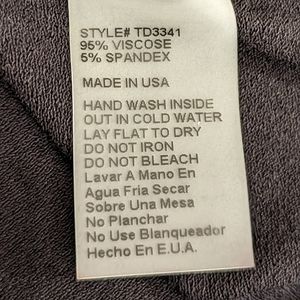 STYLE# TD3341
95% VISCOSE
5% SPANDEX
MADE IN USA
HAND WASH INSIDE
OUT IN COLD WATER
LAY FLAT TO DRY
DO NOT IRON
DO NOT BLEACH
Lavar A Mano En
Agua Fria Secar
Sobre Una Mesa
No Planchar
No Use Blanqueador
Hecho En E.U.A.